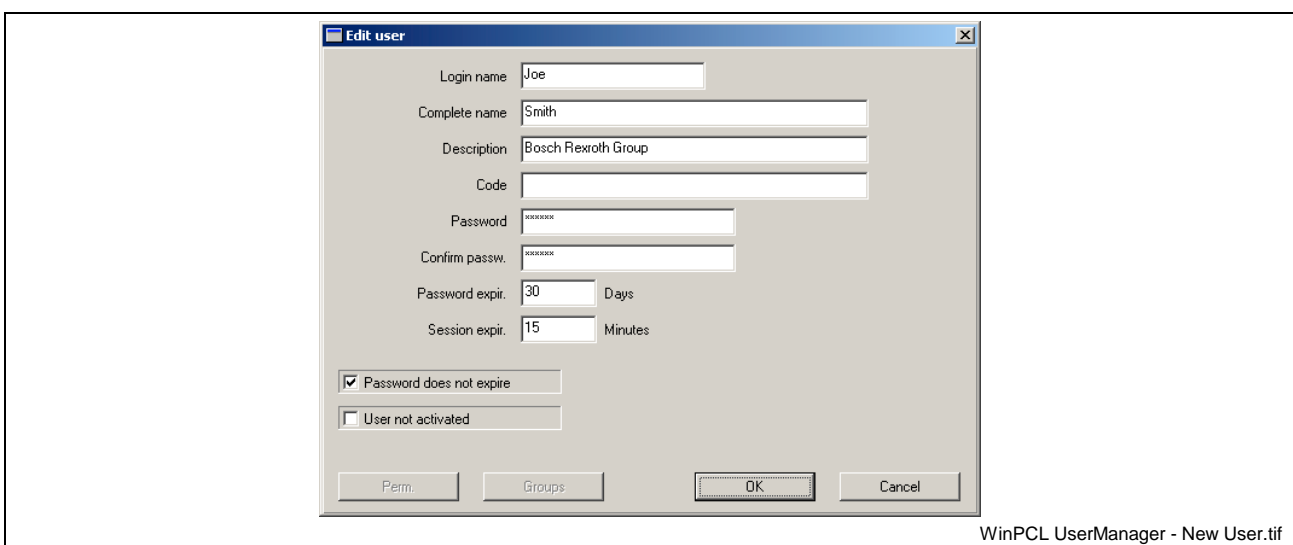 Edit user
Login name Joe
Complete name Smith
Description Bosch Rexroth Group
Code
Password xxxxxx
Confirm passw. xxxxxx
Password expir. 30 Days
Session expir. 15 Minutes
Password does not expire
User not activated
Perm. Groups OK Cancel
WinPCL UserManager - New User.tif